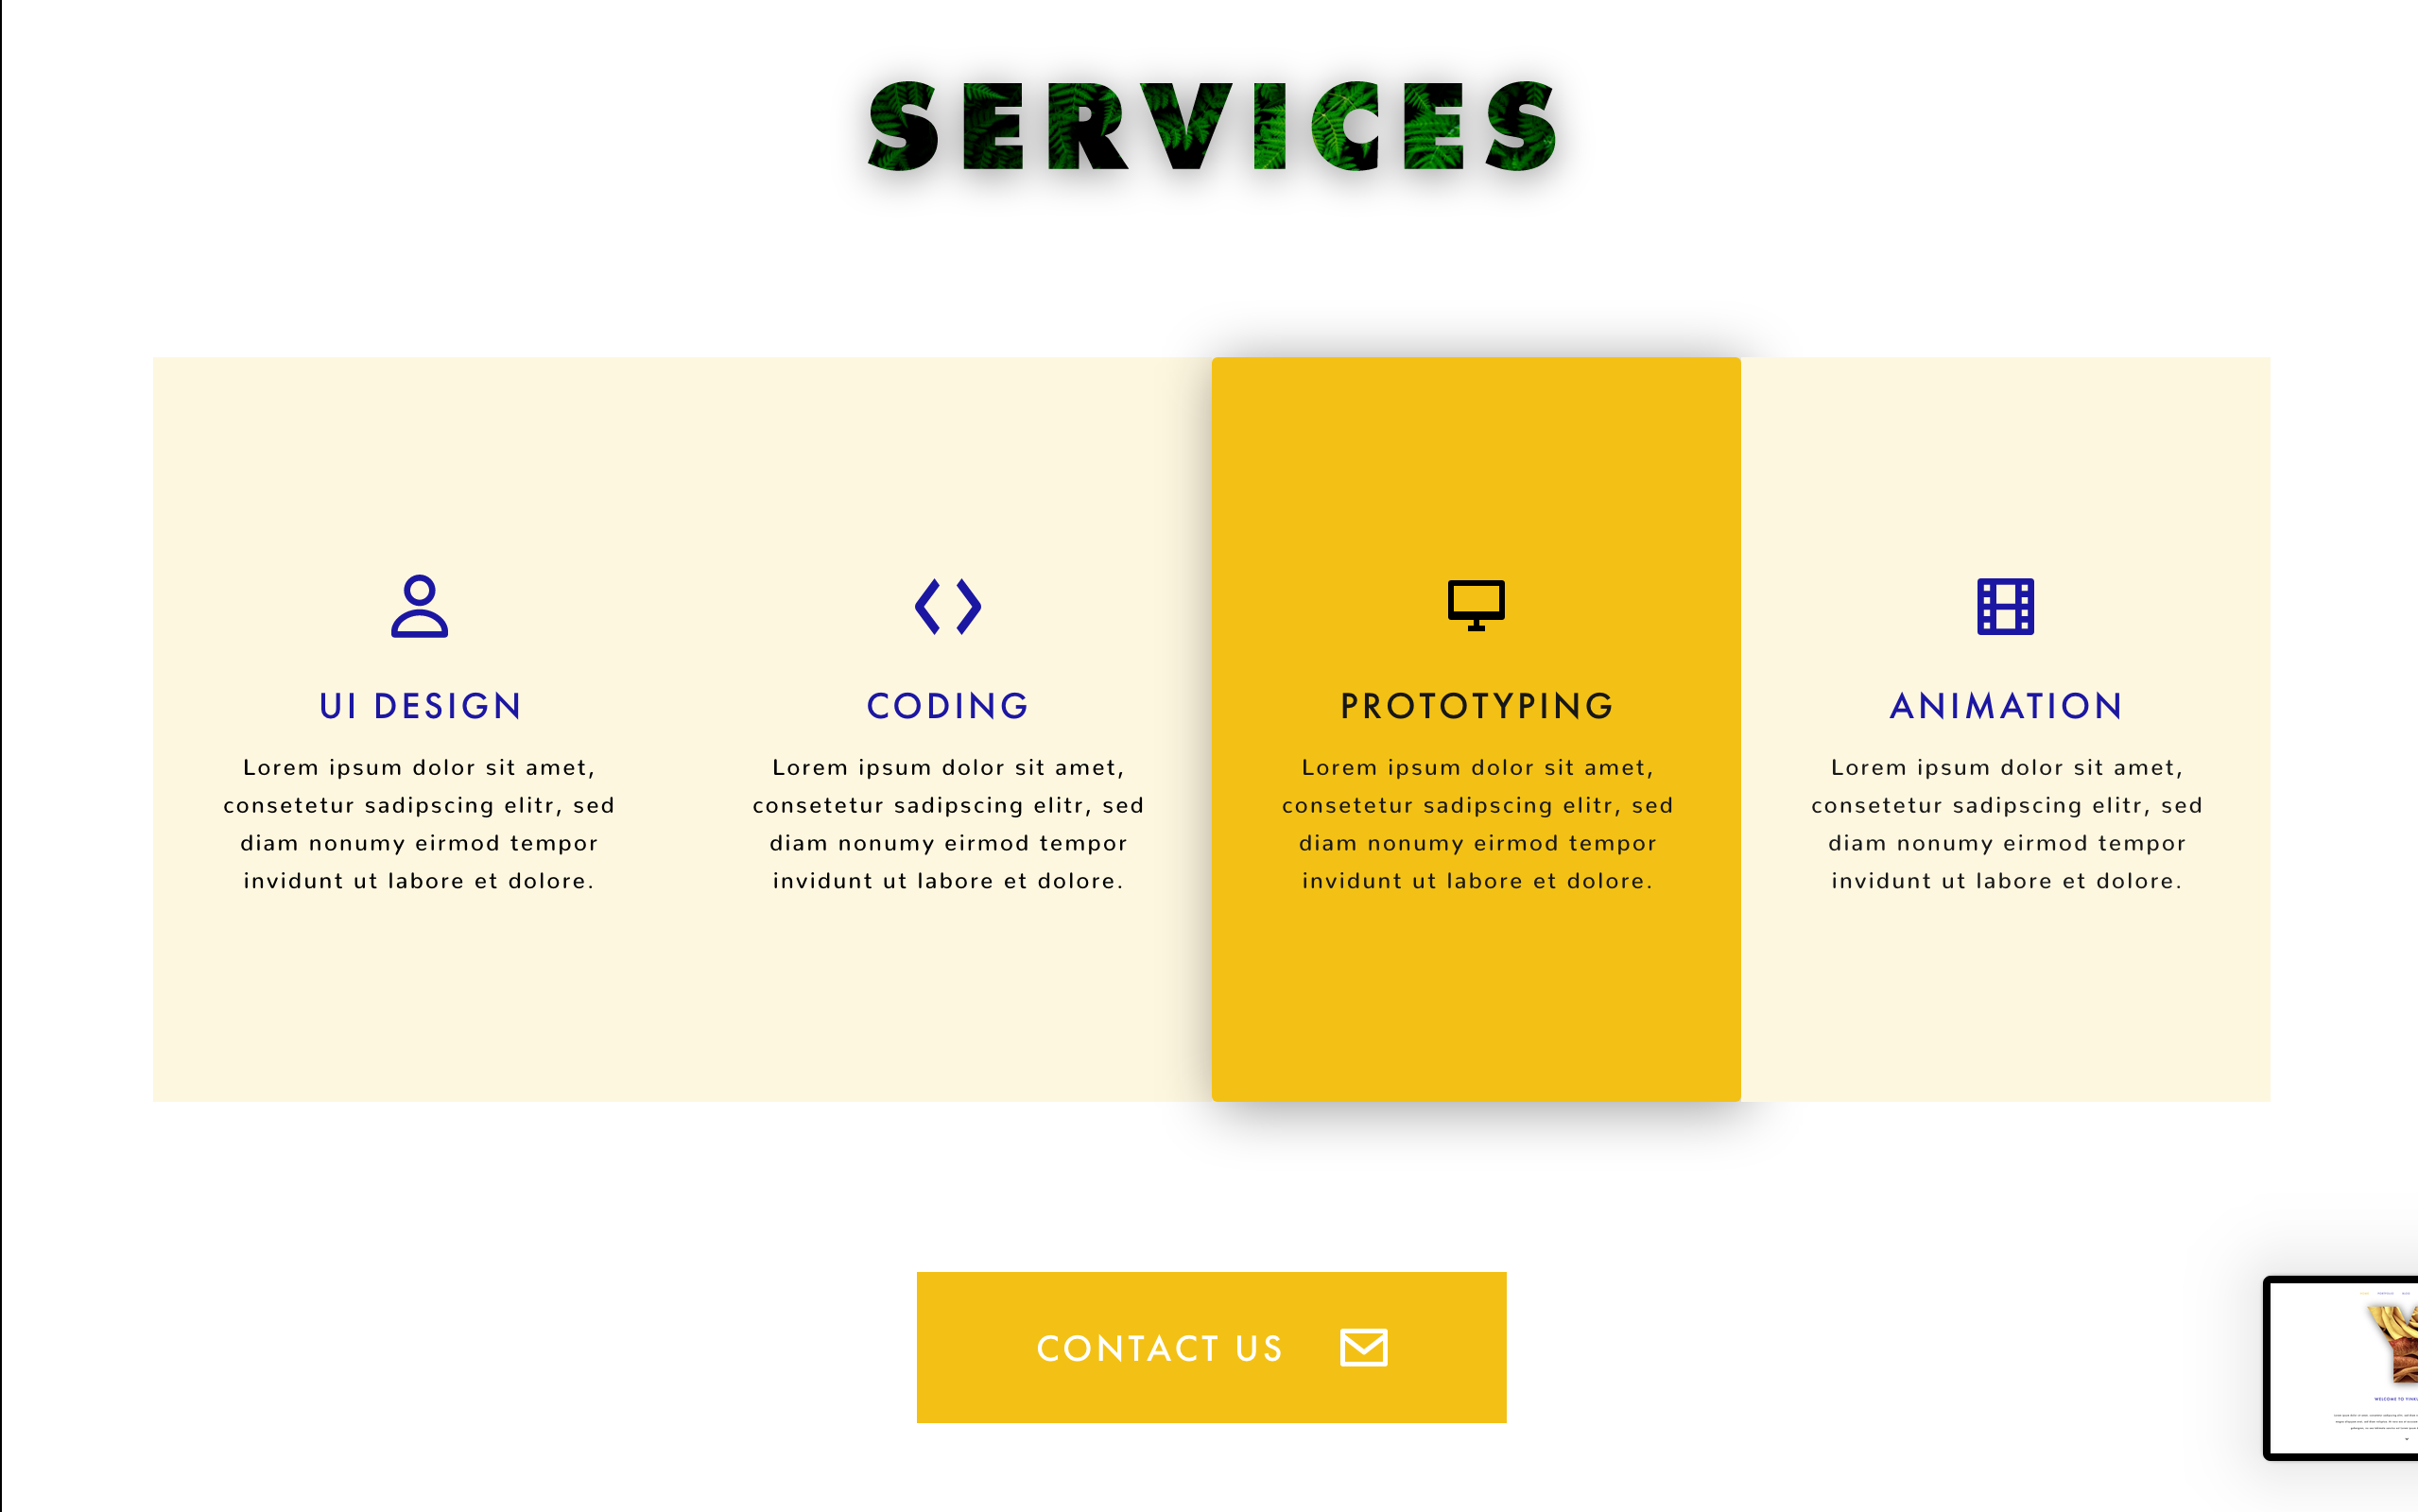 SERVICES
UI DESIGN
Lorem ipsum dolor sit amet,
consetetur sadipscing elitr, sed
diam nonumy eirmod tempor
invidunt ut labore et dolore.
CODING
Lorem ipsum dolor sit amet,
consetetur sadipscing elitr, sed
diam nonumy eirmod tempor
invidunt ut labore et dolore.
PROTOTYPING
Lorem ipsum dolor sit amet,
consetetur sadipscing elitr, sed
diam nonumy eirmod tempor
invidunt ut labore et dolore.
ANIMATION
Lorem ipsum dolor sit amet,
consetetur sadipscing elitr, sed
diam nonumy eirmod tempor
invidunt ut labore et dolore.
CONTACT US
WELCOME TO